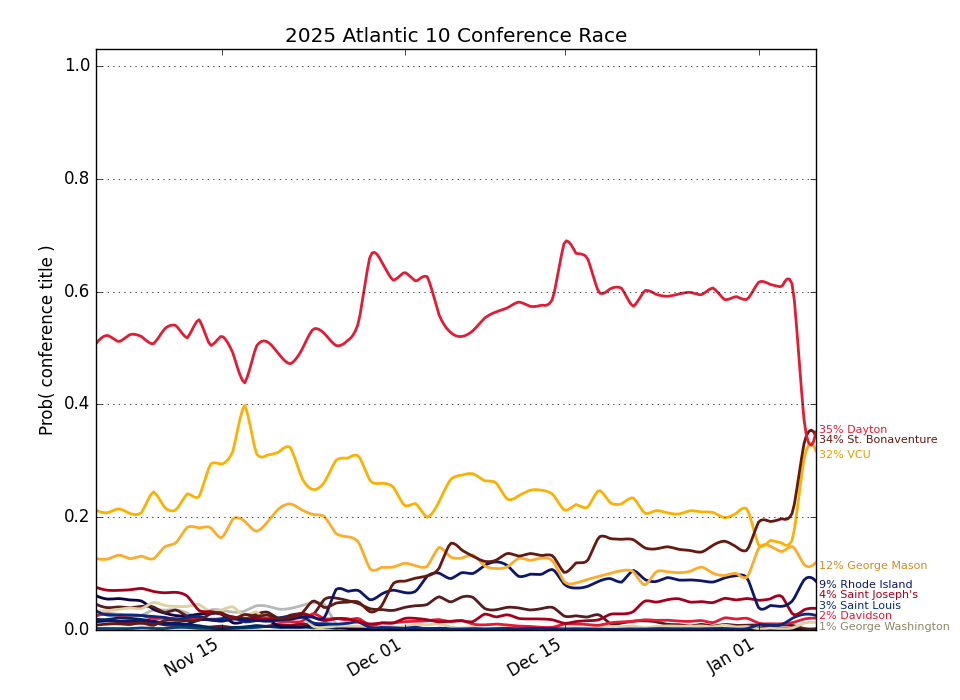 2025 Atlantic 10 Conference Race
Prob( conference title )
1.0
0.8
0.6
0.4
0.2
0.0
Nov 15
Dec 01
Dec 15
Jan 01
35% Dayton
34% St. Bonaventure
32% VCU
12% George Mason
9% Rhode Island
4% Saint Joseph's
3% Saint Louis
2% Davidson
1% George Washington